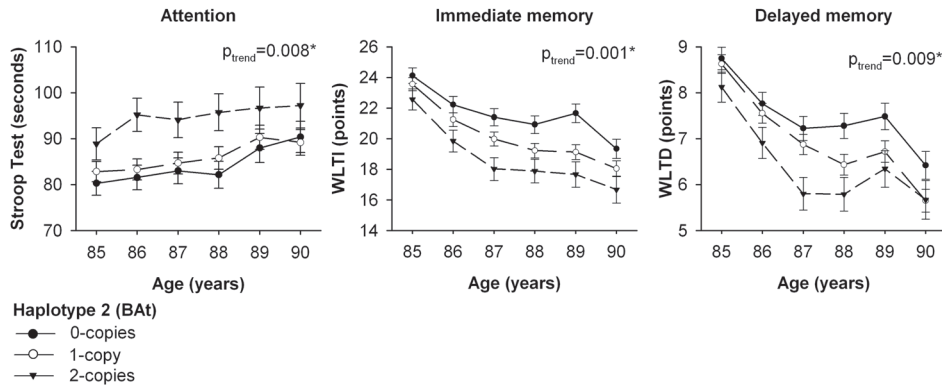 Attention
Immediate memory
Delayed memory
p_trend=0.008*
p_trend=0.001*
p_trend=0.009*
Stroop Test (seconds)
110
100
90
80
70
85 86 87 88 89 90
Age (years)
WLTI (points)
26
24
22
20
18
16
14
85 86 87 88 89 90
Age (years)
WLTD (points)
9
8
7
6
5
85 86 87 88 89 90
Age (years)
Haplotype 2 (BAt)
0-copies
1-copy
2-copies